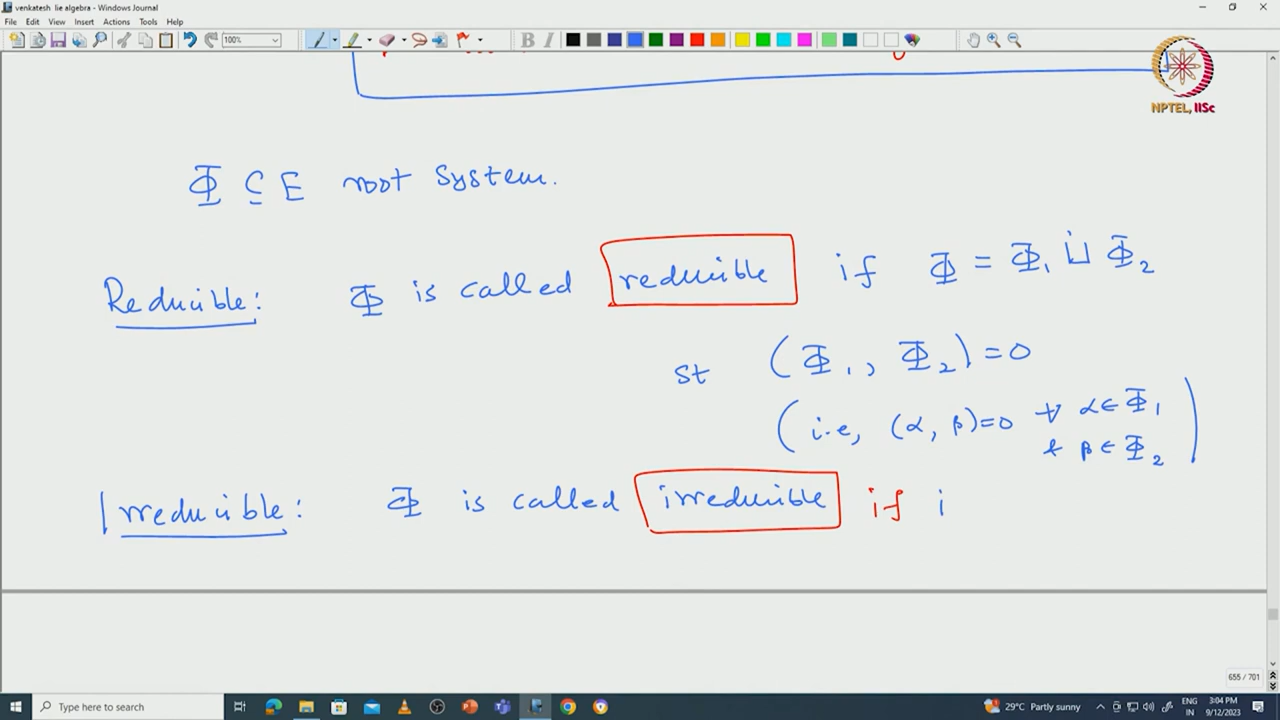 venkatesh lie algebra - Windows Journal
File Edit View Insert Actions Tools Help
100%
B I
NPTEL, IISc
Φ ⊆ E root system.
Reducible: Φ is called reducible if Φ = Φ₁ ⊔̇ Φ₂
st (Φ₁, Φ₂) = 0
(i.e, (α, β)=0 ∀ α ∈ Φ₁
& β ∈ Φ₂)
Irreducible: Φ is called irreducible if i
655 / 701
Type here to search
29°C Partly sunny
ENG
IN
3:04 PM
9/12/2023